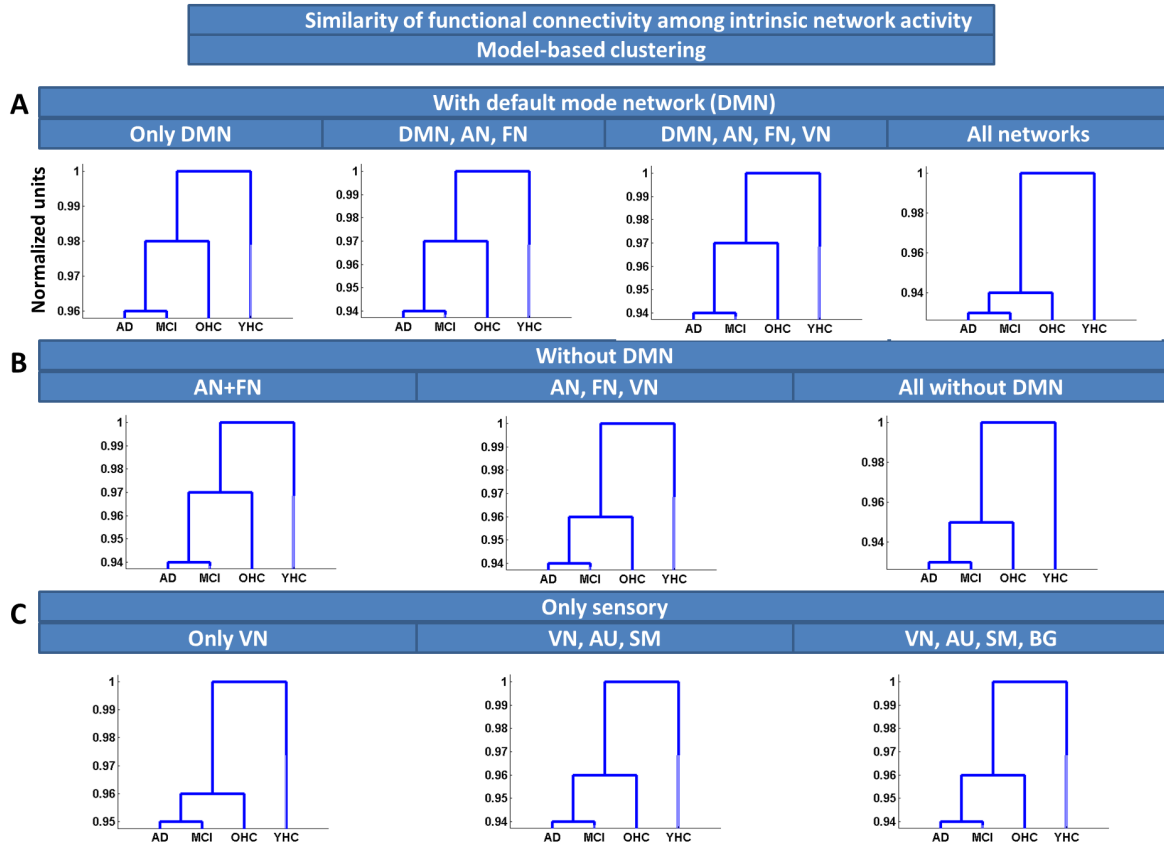 Similarity of functional connectivity among intrinsic network activity
Model-based clustering
A
With default mode network (DMN)
Only DMN
DMN, AN, FN
DMN, AN, FN, VN
All networks
Normalized units
1
0.99
0.98
0.97
0.96
AD MCI OHC YHC
1
0.99
0.98
0.97
0.96
0.95
0.94
AD MCI OHC YHC
1
0.99
0.98
0.97
0.96
0.95
0.94
AD MCI OHC YHC
1
0.98
0.96
0.94
AD MCI OHC YHC
B
Without DMN
AN+FN
AN, FN, VN
All without DMN
1
0.99
0.98
0.97
0.96
0.95
0.94
AD MCI OHC YHC
1
0.99
0.98
0.97
0.96
0.95
0.94
AD MCI OHC YHC
1
0.98
0.96
0.94
AD MCI OHC YHC
C
Only sensory
Only VN
VN, AU, SM
VN, AU, SM, BG
1
0.99
0.98
0.97
0.96
0.95
AD MCI OHC YHC
1
0.99
0.98
0.97
0.96
0.95
0.94
AD MCI OHC YHC
1
0.99
0.98
0.97
0.96
0.95
0.94
AD MCI OHC YHC